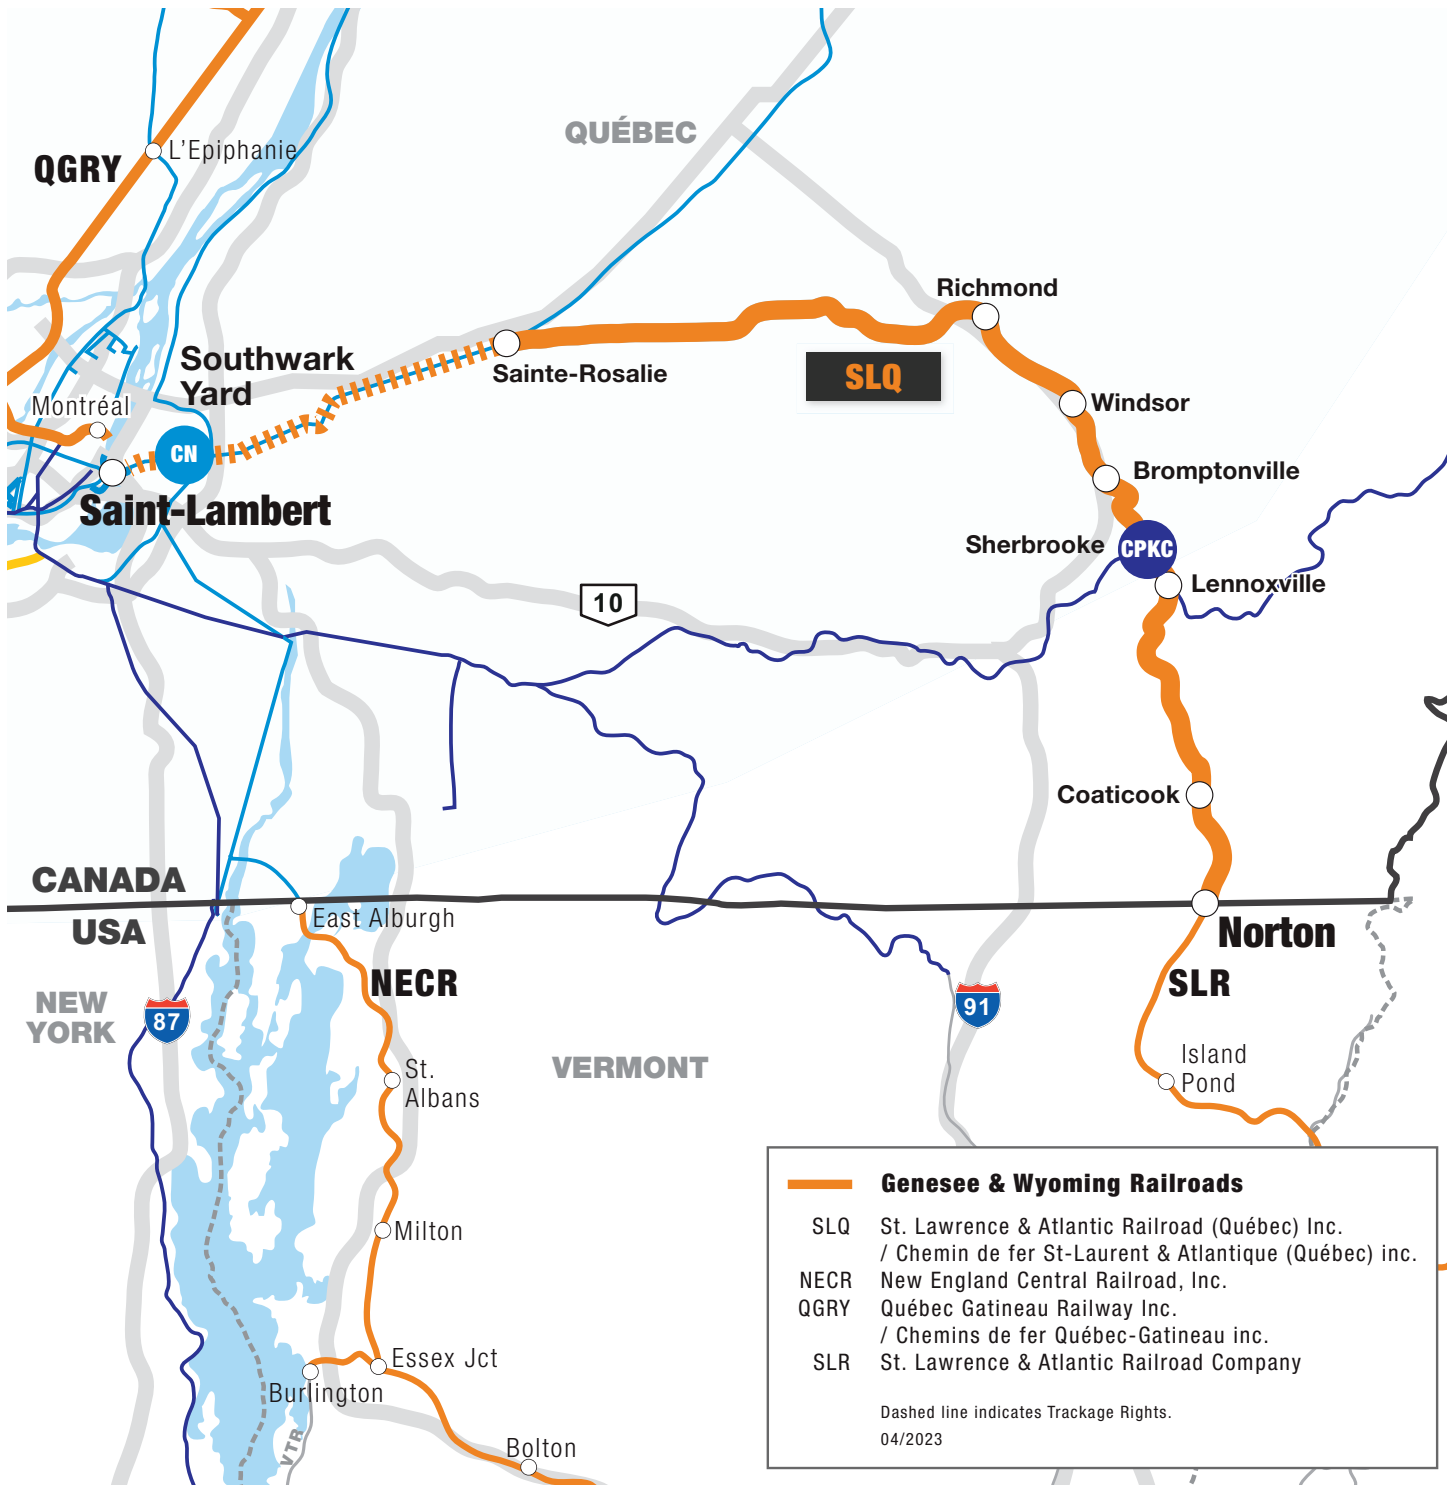 QUÉBEC
L'Epiphanie
QGRY
Richmond
Southwark
Yard
Sainte-Rosalie
SLQ
Windsor
Montréal
CN
Bromptonville
Saint-Lambert
Sherbrooke
CPKC
Lennoxville
10
Coaticook
CANADA
USA
East Alburgh
Norton
NECR
SLR
NEW
YORK
87
91
VERMONT
Island
Pond
St.
Albans
Milton
Essex Jct
Burlington
VTR
Bolton
Genesee & Wyoming Railroads
SLQ St. Lawrence & Atlantic Railroad (Québec) Inc.
/ Chemin de fer St-Laurent & Atlantique (Québec) inc.
NECR New England Central Railroad, Inc.
QGRY Québec Gatineau Railway Inc.
/ Chemins de fer Québec-Gatineau inc.
SLR St. Lawrence & Atlantic Railroad Company
Dashed line indicates Trackage Rights.
04/2023